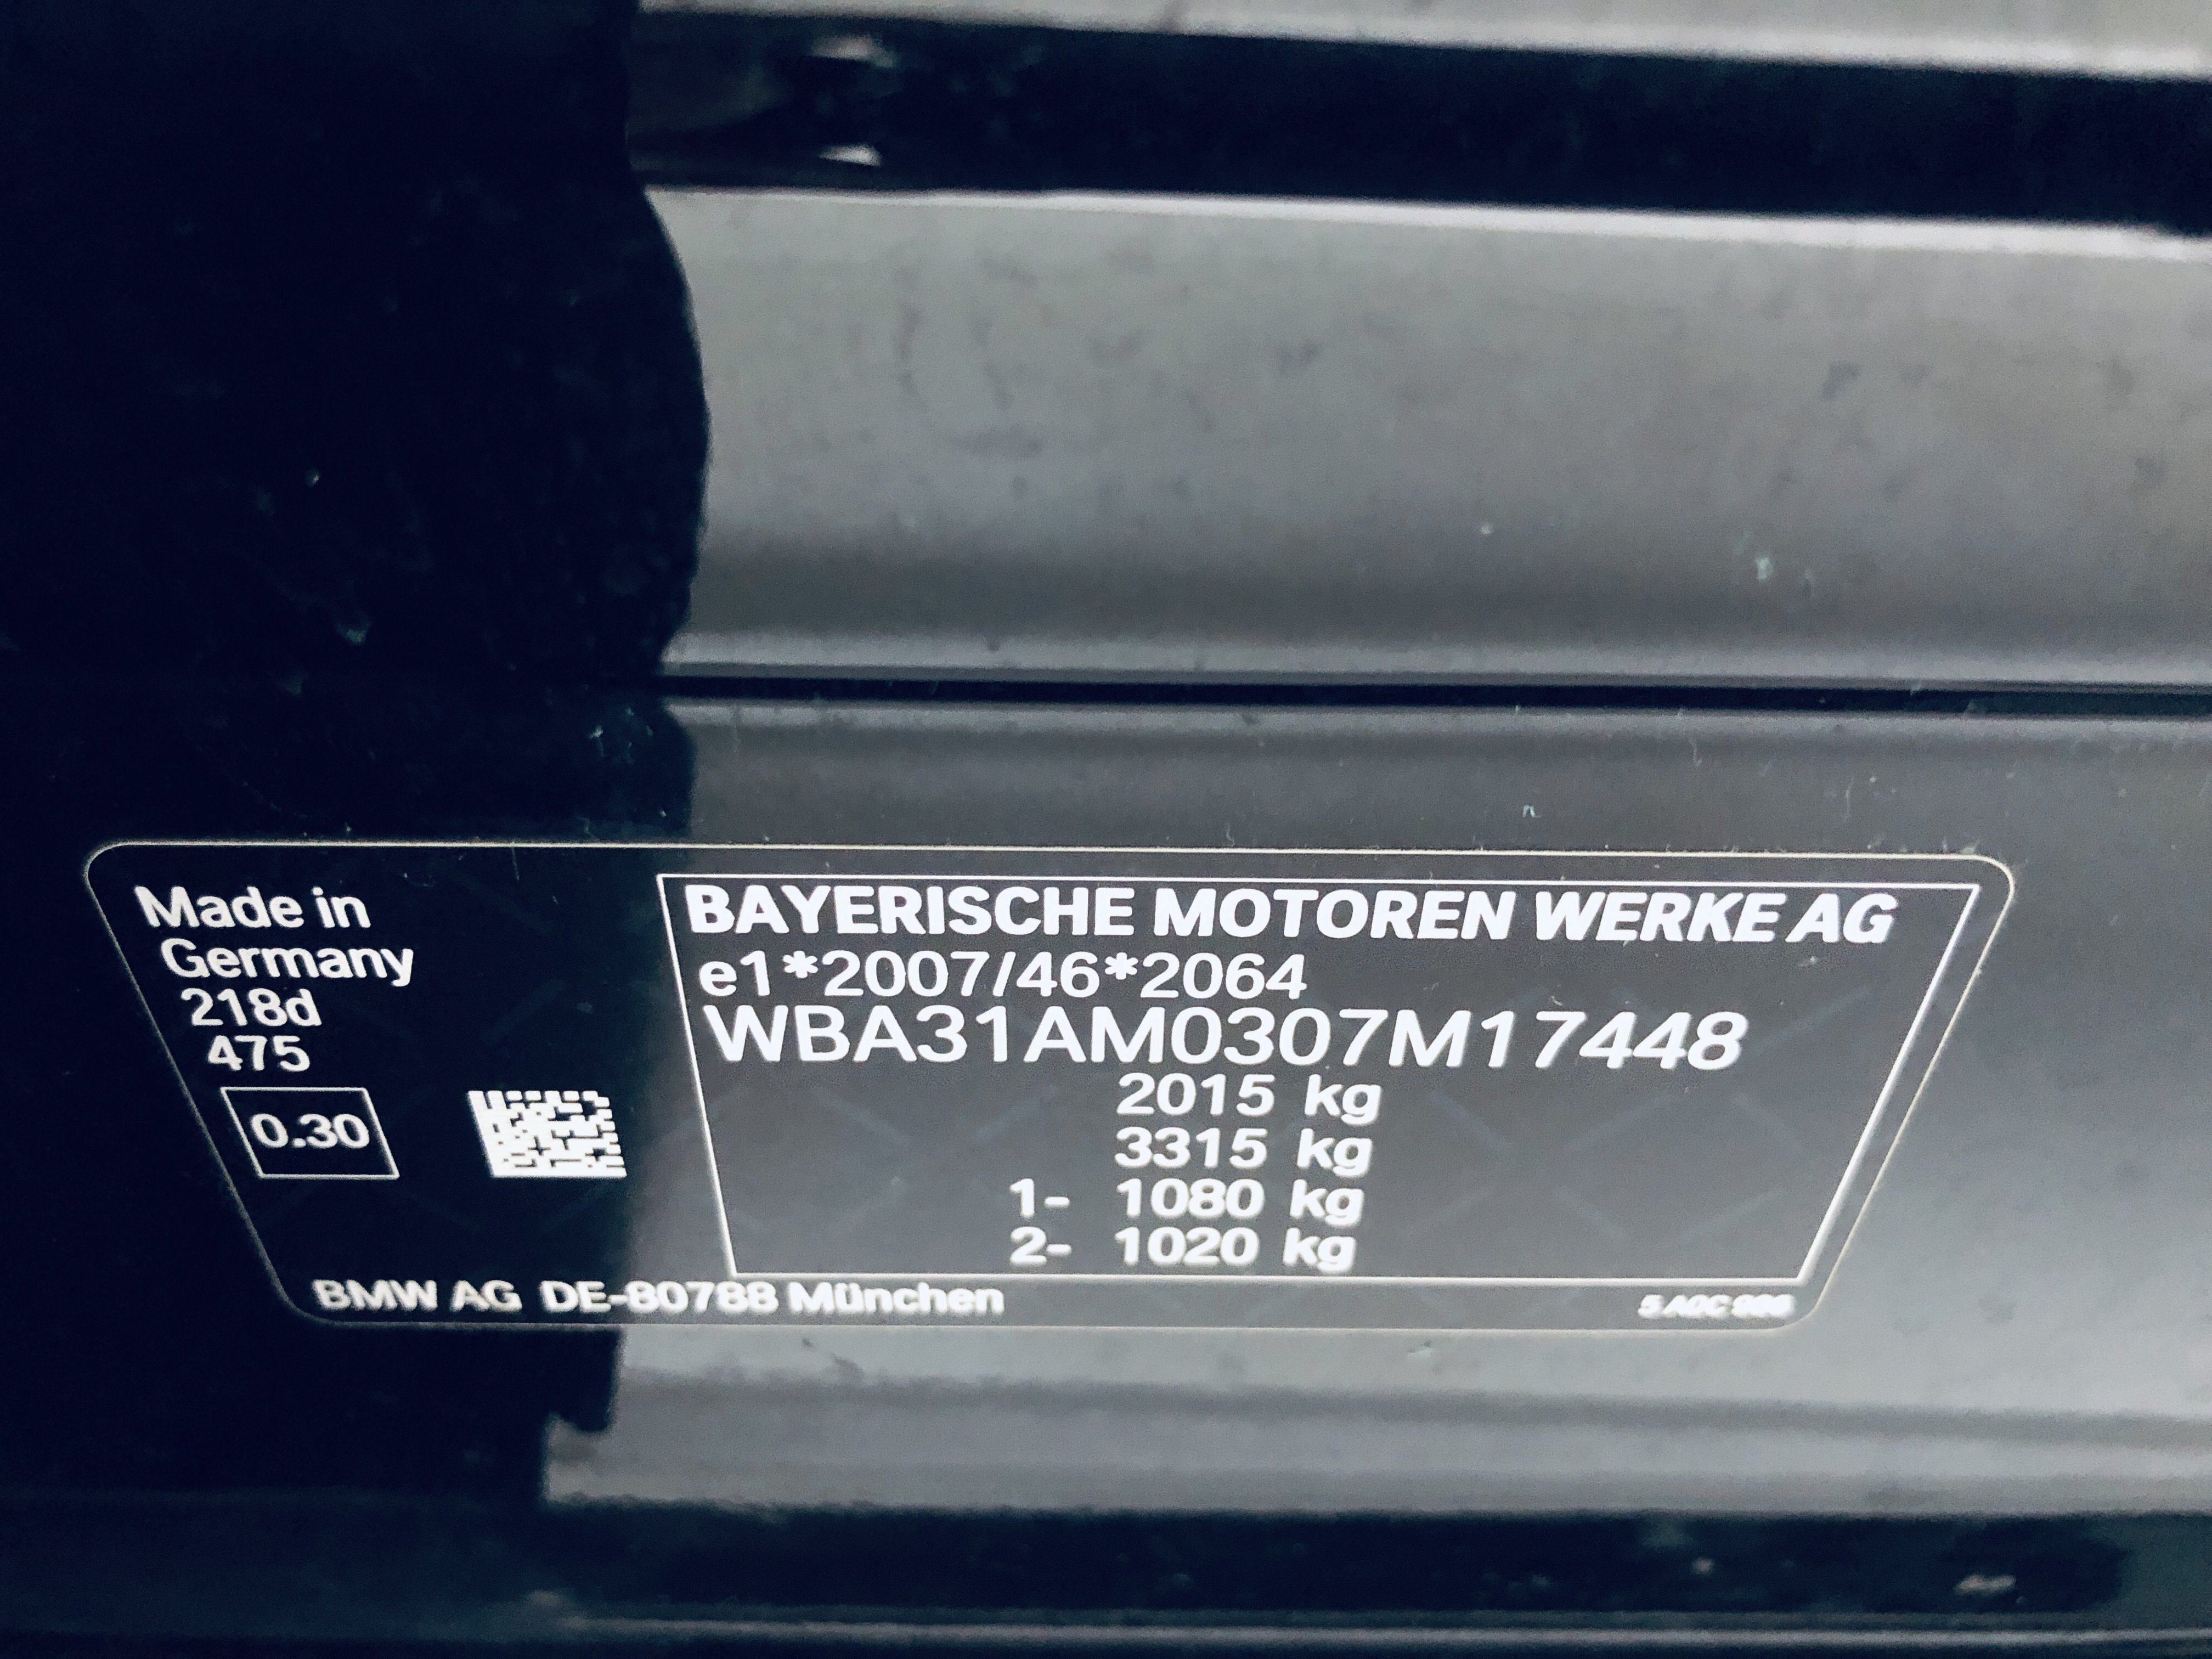 Made in
Germany
218d
475
0.30
BAYERISCHE MOTOREN WERKE AG
e1*2007/46*2064
WBA31AM0307M17448
2015 kg
3315 kg
1- 1080 kg
2- 1020 kg
BMW AG DE-80788 München